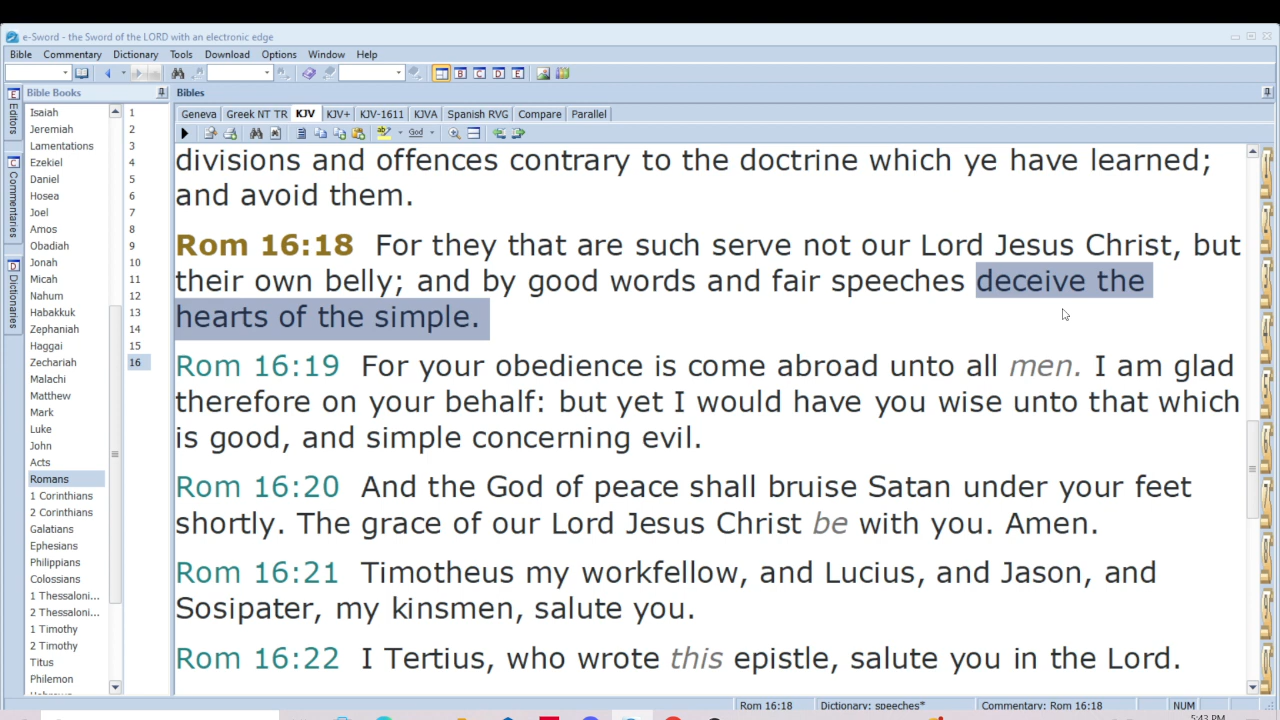 e-Sword - the Sword of the LORD with an electronic edge
Bible Commentary Dictionary Tools Download Options Window Help
B C D E
E Editors
C Commentaries
D Dictionaries
Bible Books
Isaiah
Jeremiah
Lamentations
Ezekiel
Daniel
Hosea
Joel
Amos
Obadiah
Jonah
Micah
Nahum
Habakkuk
Zephaniah
Haggai
Zechariah
Malachi
Matthew
Mark
Luke
John
Acts
Romans
1 Corinthians
2 Corinthians
Galatians
Ephesians
Philippians
Colossians
1 Thessaloni...
2 Thessaloni...
1 Timothy
2 Timothy
Titus
Philemon
1
2
3
4
5
6
7
8
9
10
11
12
13
14
15
16
Bibles
Geneva Greek NT TR KJV KJV+ KJV-1611 KJVA Spanish RVG Compare Parallel
God
divisions and offences contrary to the doctrine which ye have learned;
and avoid them.
Rom 16:18 For they that are such serve not our Lord Jesus Christ, but
their own belly; and by good words and fair speeches deceive the
hearts of the simple.
Rom 16:19 For your obedience is come abroad unto all men. I am glad
therefore on your behalf: but yet I would have you wise unto that which
is good, and simple concerning evil.
Rom 16:20 And the God of peace shall bruise Satan under your feet
shortly. The grace of our Lord Jesus Christ be with you. Amen.
Rom 16:21 Timotheus my workfellow, and Lucius, and Jason, and
Sosipater, my kinsmen, salute you.
Rom 16:22 I Tertius, who wrote this epistle, salute you in the Lord.
Rom 16:18 Dictionary: speeches* Commentary: Rom 16:18 NUM
5:43 PM